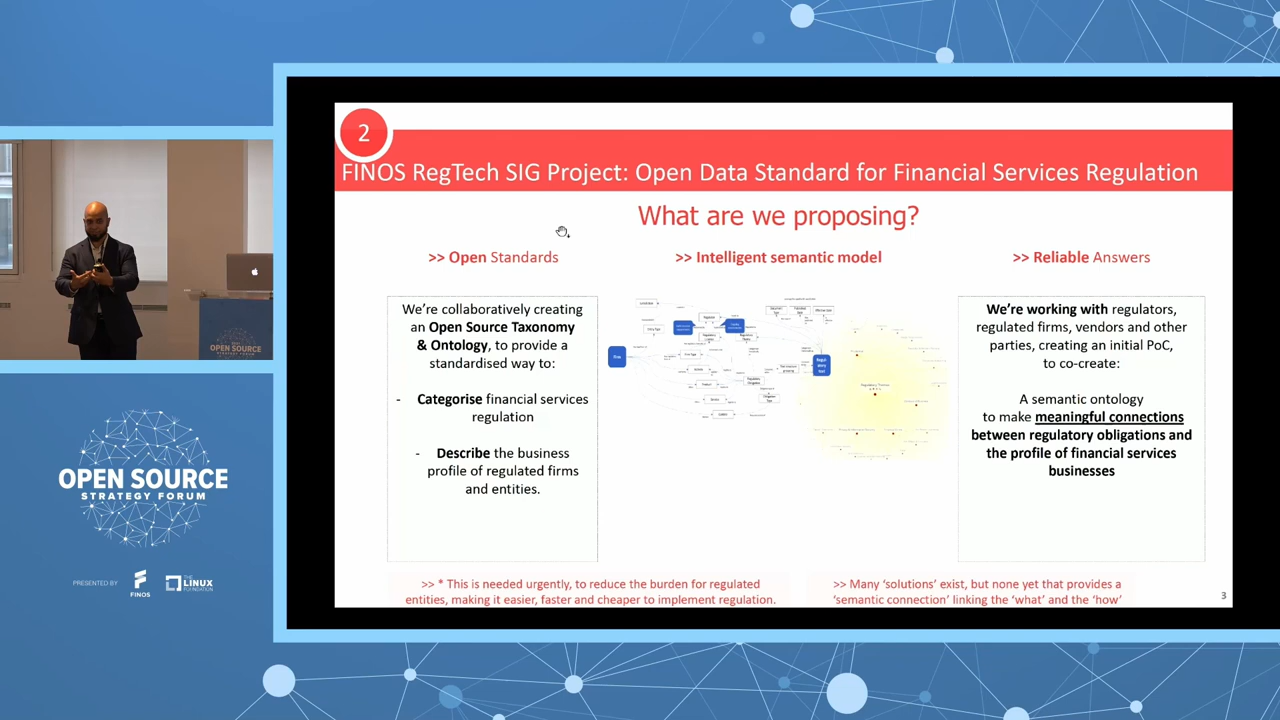 2
FINOS RegTech SIG Project: Open Data Standard for Financial Services Regulation
What are we proposing?
>> Open Standards
We're collaboratively creating
an Open Source Taxonomy
& Ontology, to provide a
standardised way to:
- Categorise financial services
regulation
- Describe the business
profile of regulated firms
and entities.
>> Intelligent semantic model
>> Reliable Answers
We're working with regulators,
regulated firms, vendors and other
parties, creating an initial PoC,
to co-create:
A semantic ontology
to make meaningful connections
between regulatory obligations and
the profile of financial services
businesses
>> * This is needed urgently, to reduce the burden for regulated
entities, making it easier, faster and cheaper to implement regulation.
>> Many 'solutions' exist, but none yet that provides a
'semantic connection' linking the 'what' and the 'how'
3
OPEN SOURCE
STRATEGY FORUM
OPEN SOURCE
STRATEGY FORUM
PRESENTED BY
FINOS
THE
LINUX
FOUNDATION